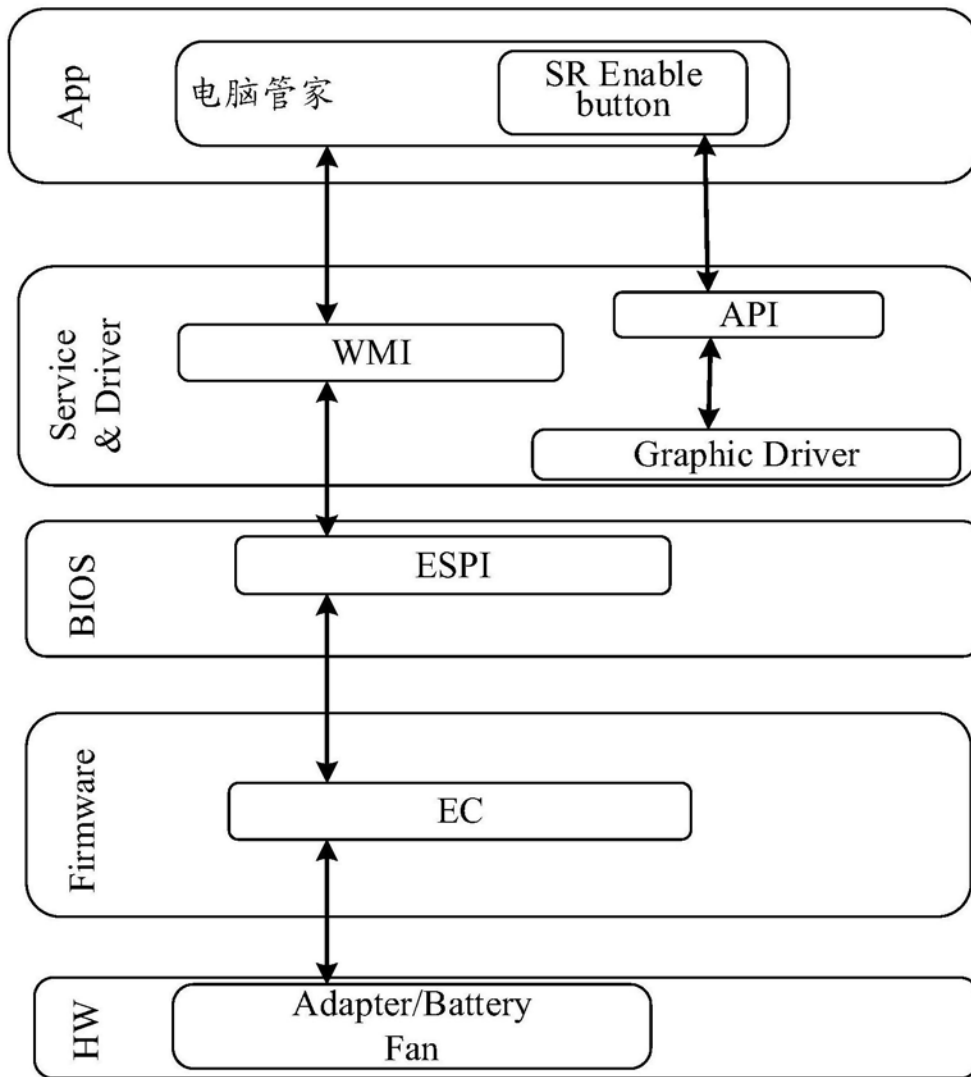 App
电脑管家
SR Enable
button
Service
& Driver
API
WMI
Graphic Driver
BIOS
ESPI
Firmware
EC
HW
Adapter/Battery
Fan